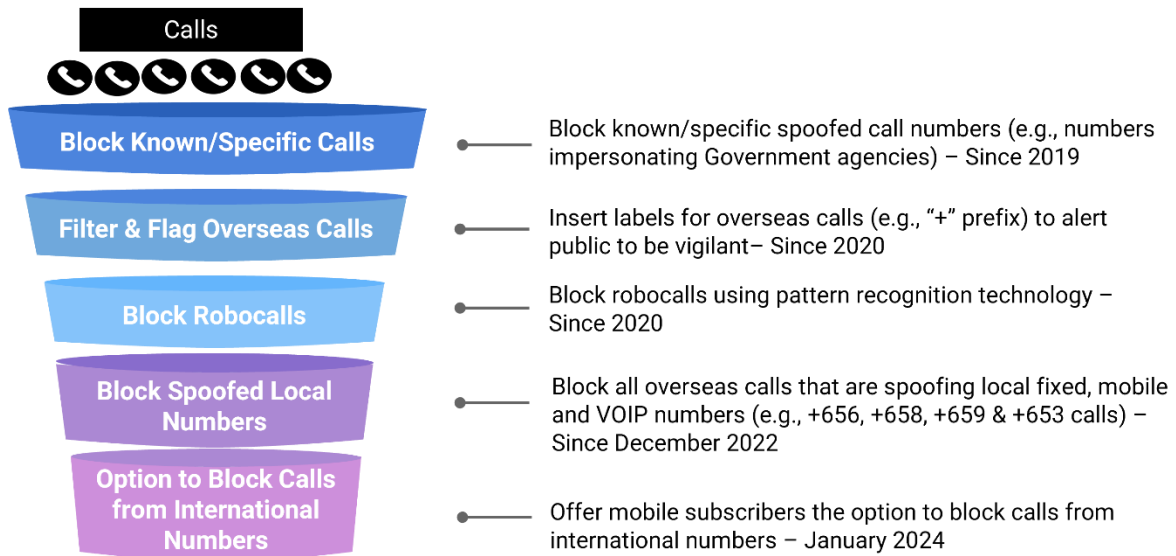 Calls
Block Known/Specific Calls
Block known/specific spoofed call numbers (e.g., numbers
impersonating Government agencies) – Since 2019
Filter & Flag Overseas Calls
Insert labels for overseas calls (e.g., “+” prefix) to alert
public to be vigilant– Since 2020
Block Robocalls
Block robocalls using pattern recognition technology –
Since 2020
Block Spoofed Local
Numbers
Block all overseas calls that are spoofing local fixed, mobile
and VOIP numbers (e.g., +656, +658, +659 & +653 calls) –
Since December 2022
Option to Block Calls
from International
Numbers
Offer mobile subscribers the option to block calls from
international numbers – January 2024